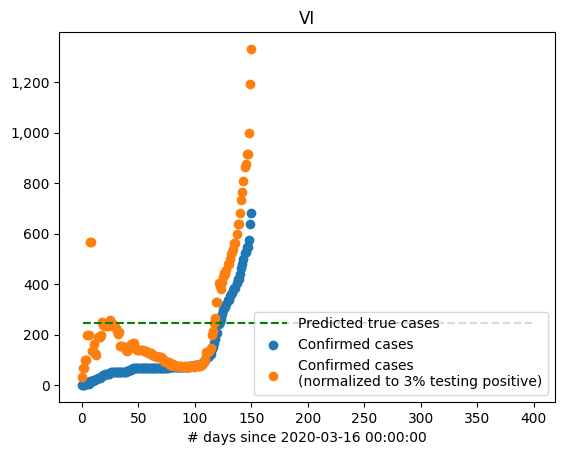 VI
1,200
1,000
800
600
400
200
0
Predicted true cases
Confirmed cases
Confirmed cases
(normalized to 3% testing positive)
0 50 100 150 200 250 300 350 400
# days since 2020-03-16 00:00:00